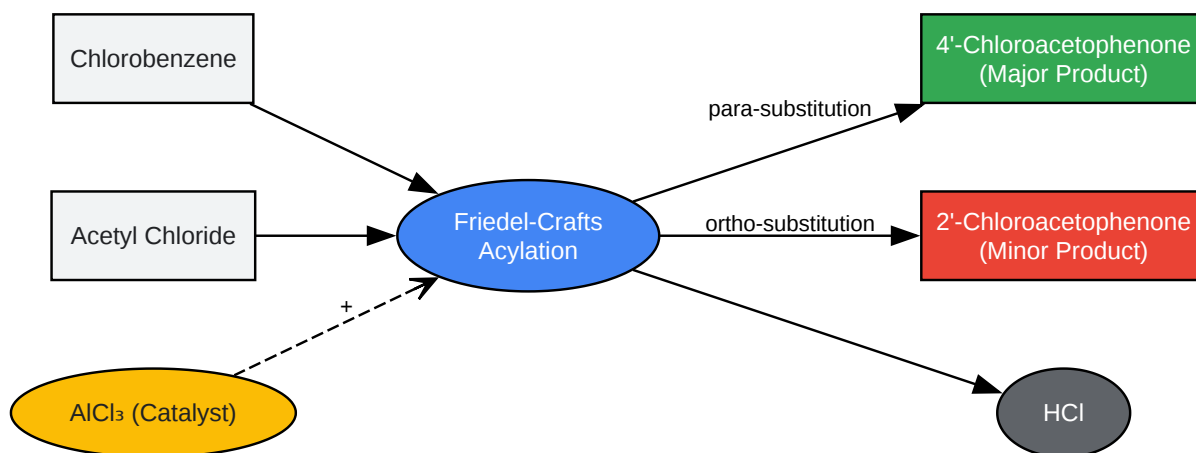 Chlorobenzene
4'-Chloroacetophenone
(Major Product)
para-substitution
Acetyl Chloride
Friedel-Crafts
Acylation
ortho-substitution
2'-Chloroacetophenone
(Minor Product)
+
AlCl₃ (Catalyst)
HCl